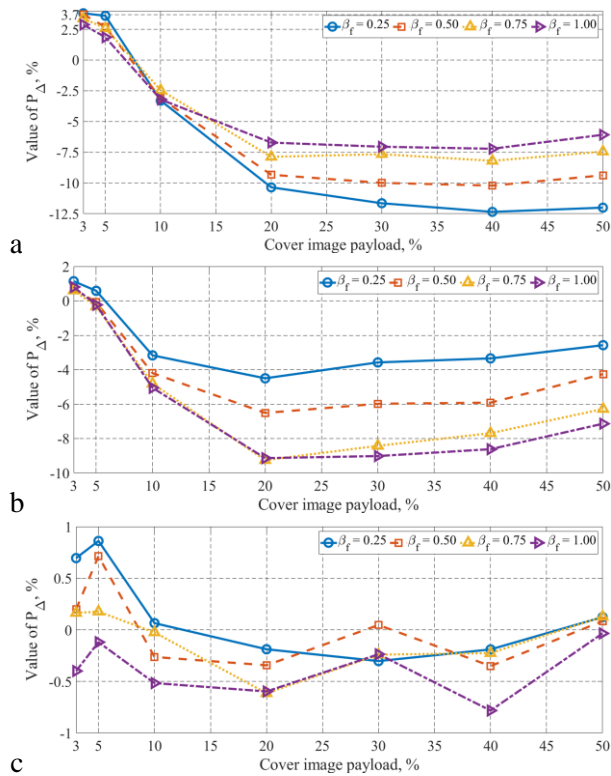 3.7
2.5
0
-2.5
-5
-7.5
-10
-12.5
Value of P_Δ, %
β_f = 0.25 β_f = 0.50 β_f = 0.75 β_f = 1.00
3 5 10 15 20 25 30 35 40 45 50
Cover image payload, %
a
2
0
-2
-4
-6
-8
-10
Value of P_Δ, %
β_f = 0.25 β_f = 0.50 β_f = 0.75 β_f = 1.00
3 5 10 15 20 25 30 35 40 45 50
Cover image payload, %
b
1
0.5
0
-0.5
-1
Value of P_Δ, %
β_f = 0.25 β_f = 0.50 β_f = 0.75 β_f = 1.00
3 5 10 15 20 25 30 35 40 45 50
Cover image payload, %
c